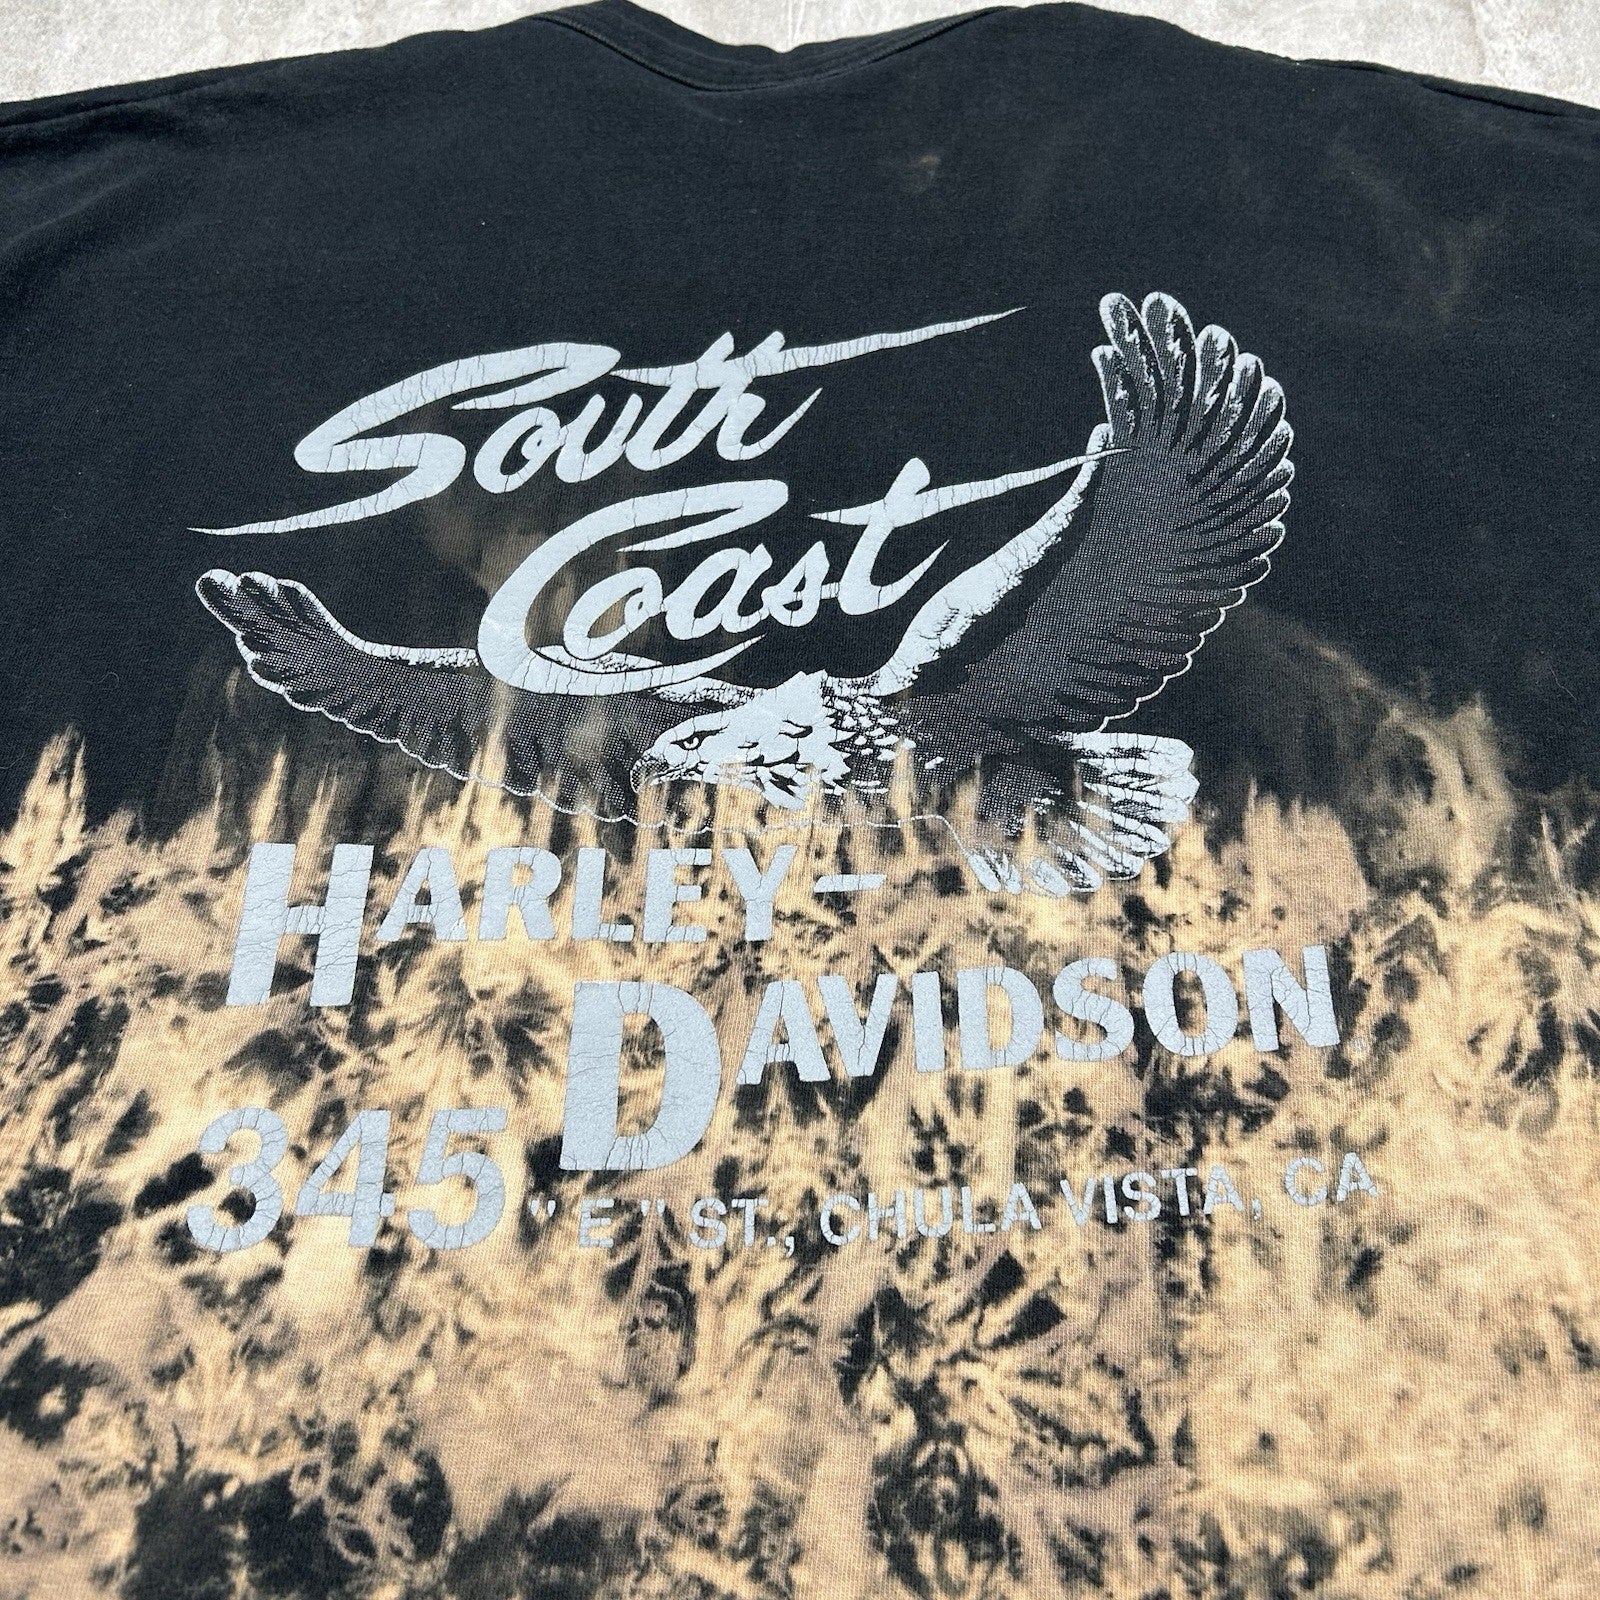 South
Coast
HARLEY-
DAVIDSON
345 "E" ST., CHULA VISTA, CA